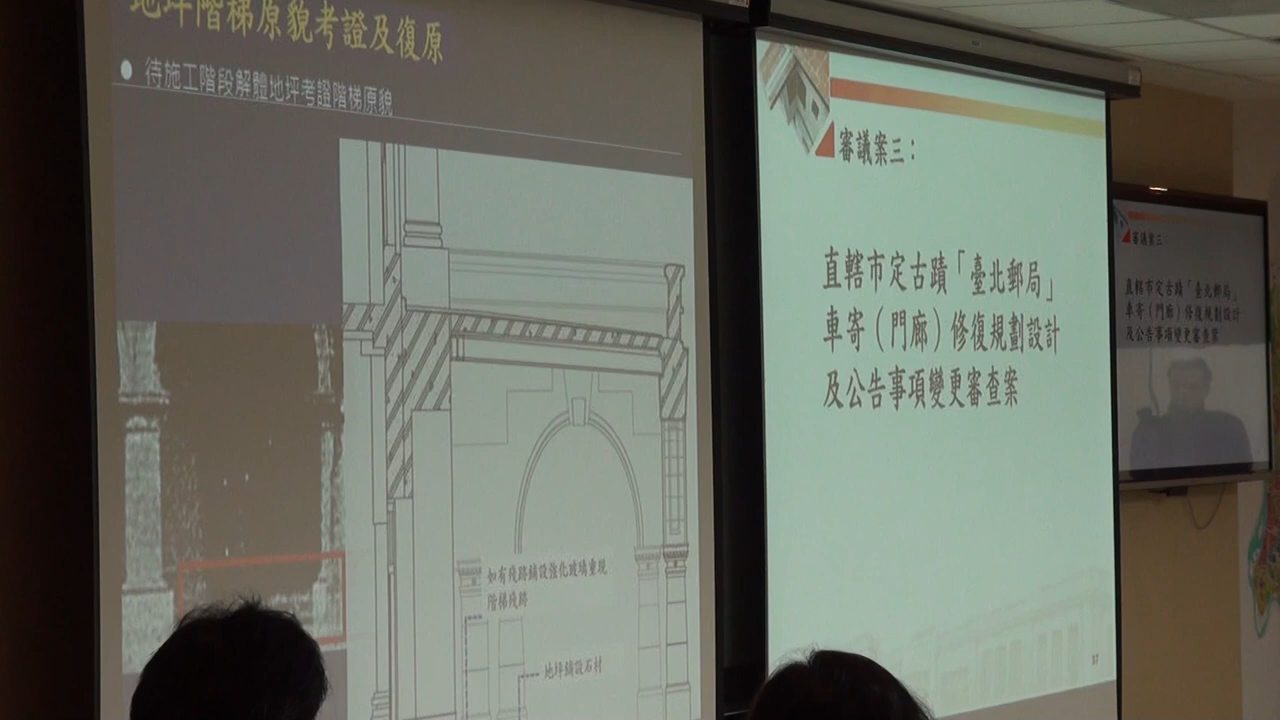 地坪階梯原貌考證及復原
● 待施工階段解體地坪考證階梯原貌
如有殘跡鋪設強化玻璃重現
階梯殘跡
地坪鋪設石材
審議案三：
直轄市定古蹟「臺北郵局」
車寄（門廊）修復規劃設計
及公告事項變更審查案
37
審議案三：
直轄市定古蹟「臺北郵局」
車寄（門廊）修復規劃設計
及公告事項變更審查案